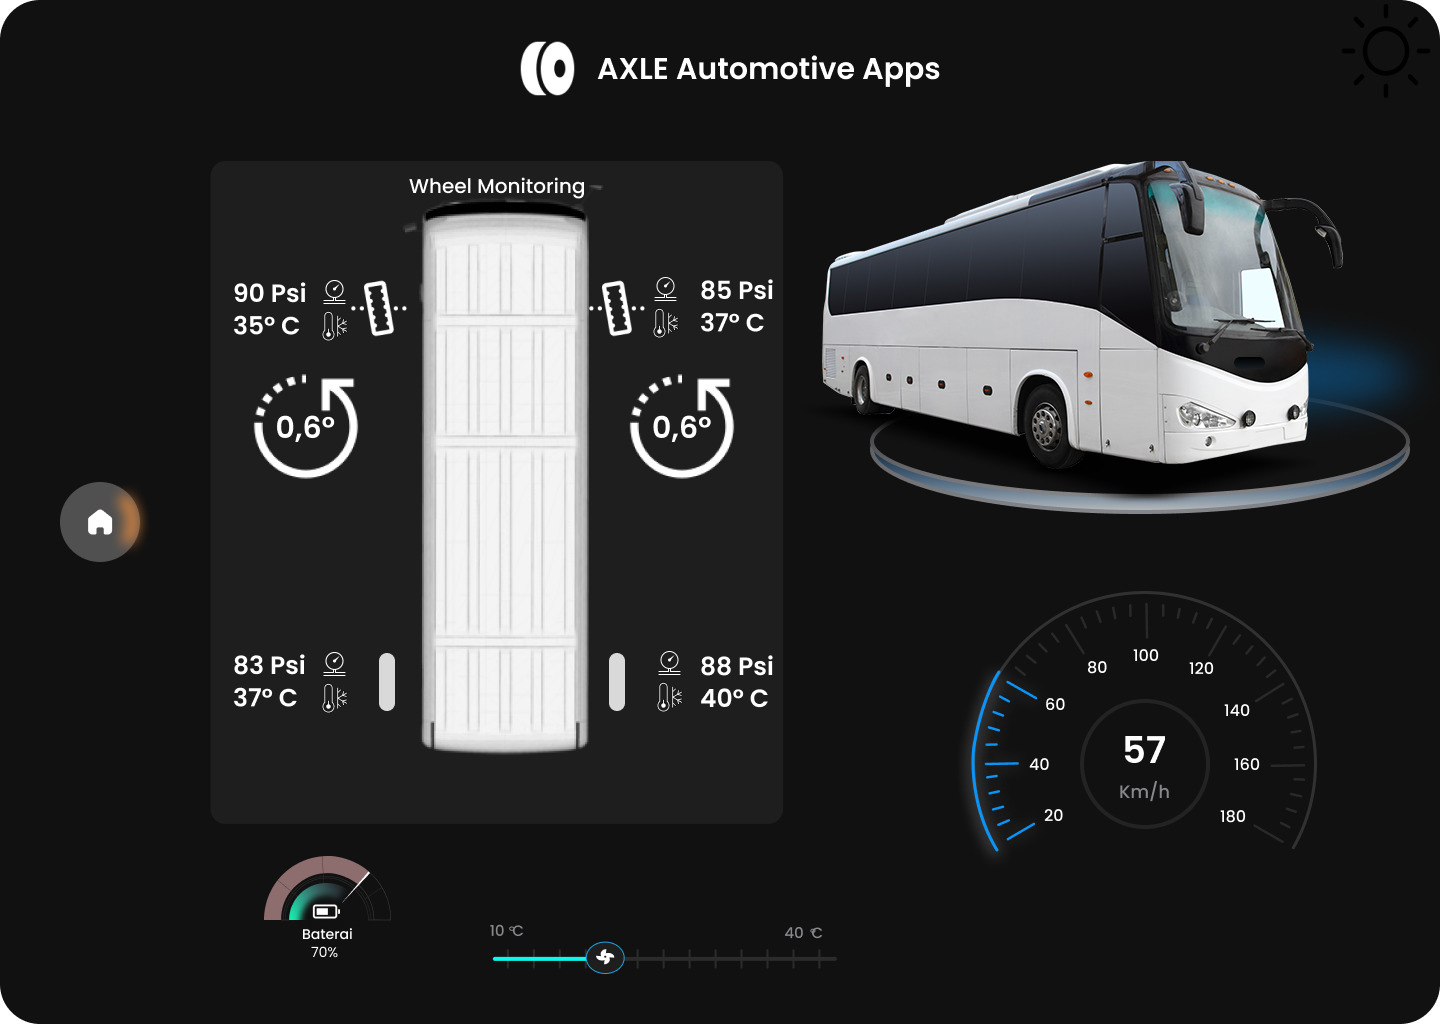 AXLE Automotive Apps
Wheel Monitoring
90 Psi
35° C
85 Psi
37° C
0,6°
0,6°
83 Psi
37° C
88 Psi
40° C
80
100
120
60
140
40
160
20
180
57
Km/h
Baterai
70%
10 °C
40 °C